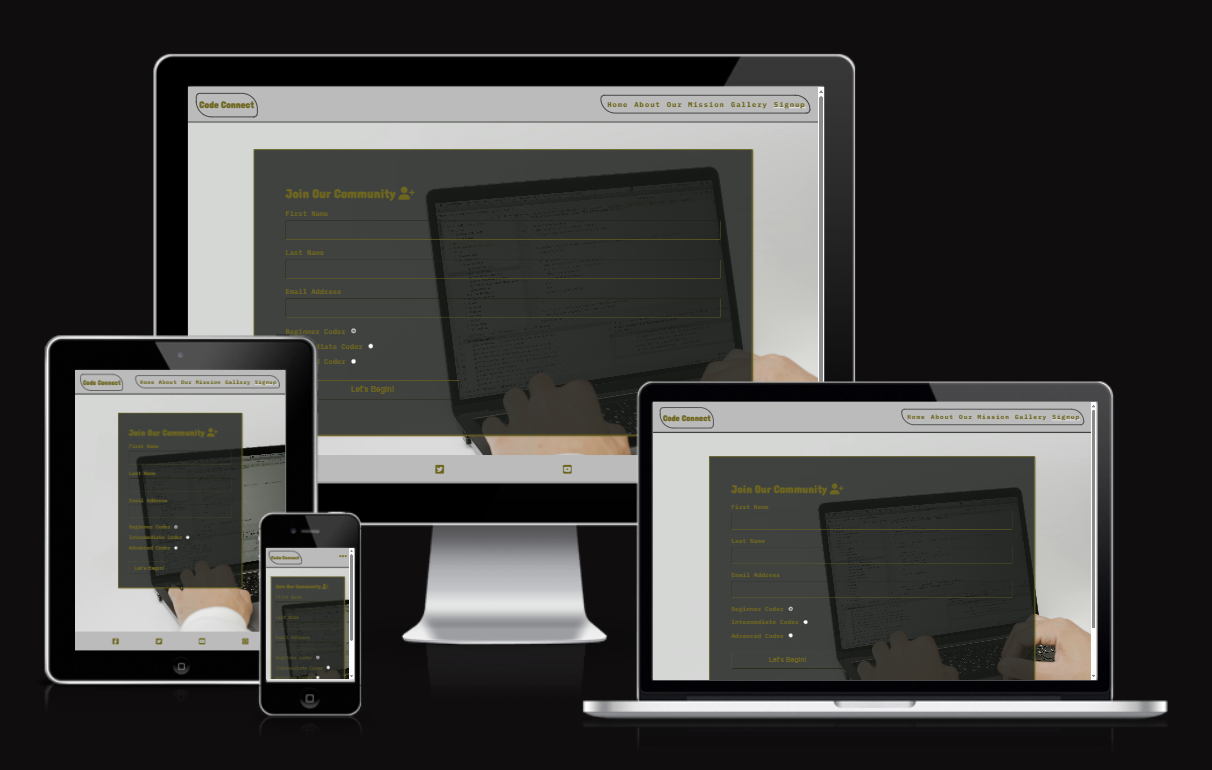 Code Connect
Home About Our Mission Gallery Signup
Join Our Community
First Name
Last Name
Email Address
Beginner Coder
diate Coder
Coder
Let's Begin!
Code Connect
Home About Our Mission Gallery Signup
Join Our Community
First Name
Last Name
Email Address
Beginner Coder
Intermediate Coder
Advanced Coder
Let's Begin!
Code Connect
Join Our Community
First Name
Last Name
Email Address
Beginner Coder
Intermediate Coder
Code Connect
Home About Our Mission Gallery Signup
Join Our Community
First Name
Last Name
Email Address
Beginner Coder
Intermediate Coder
Advanced Coder
Let's Begin!